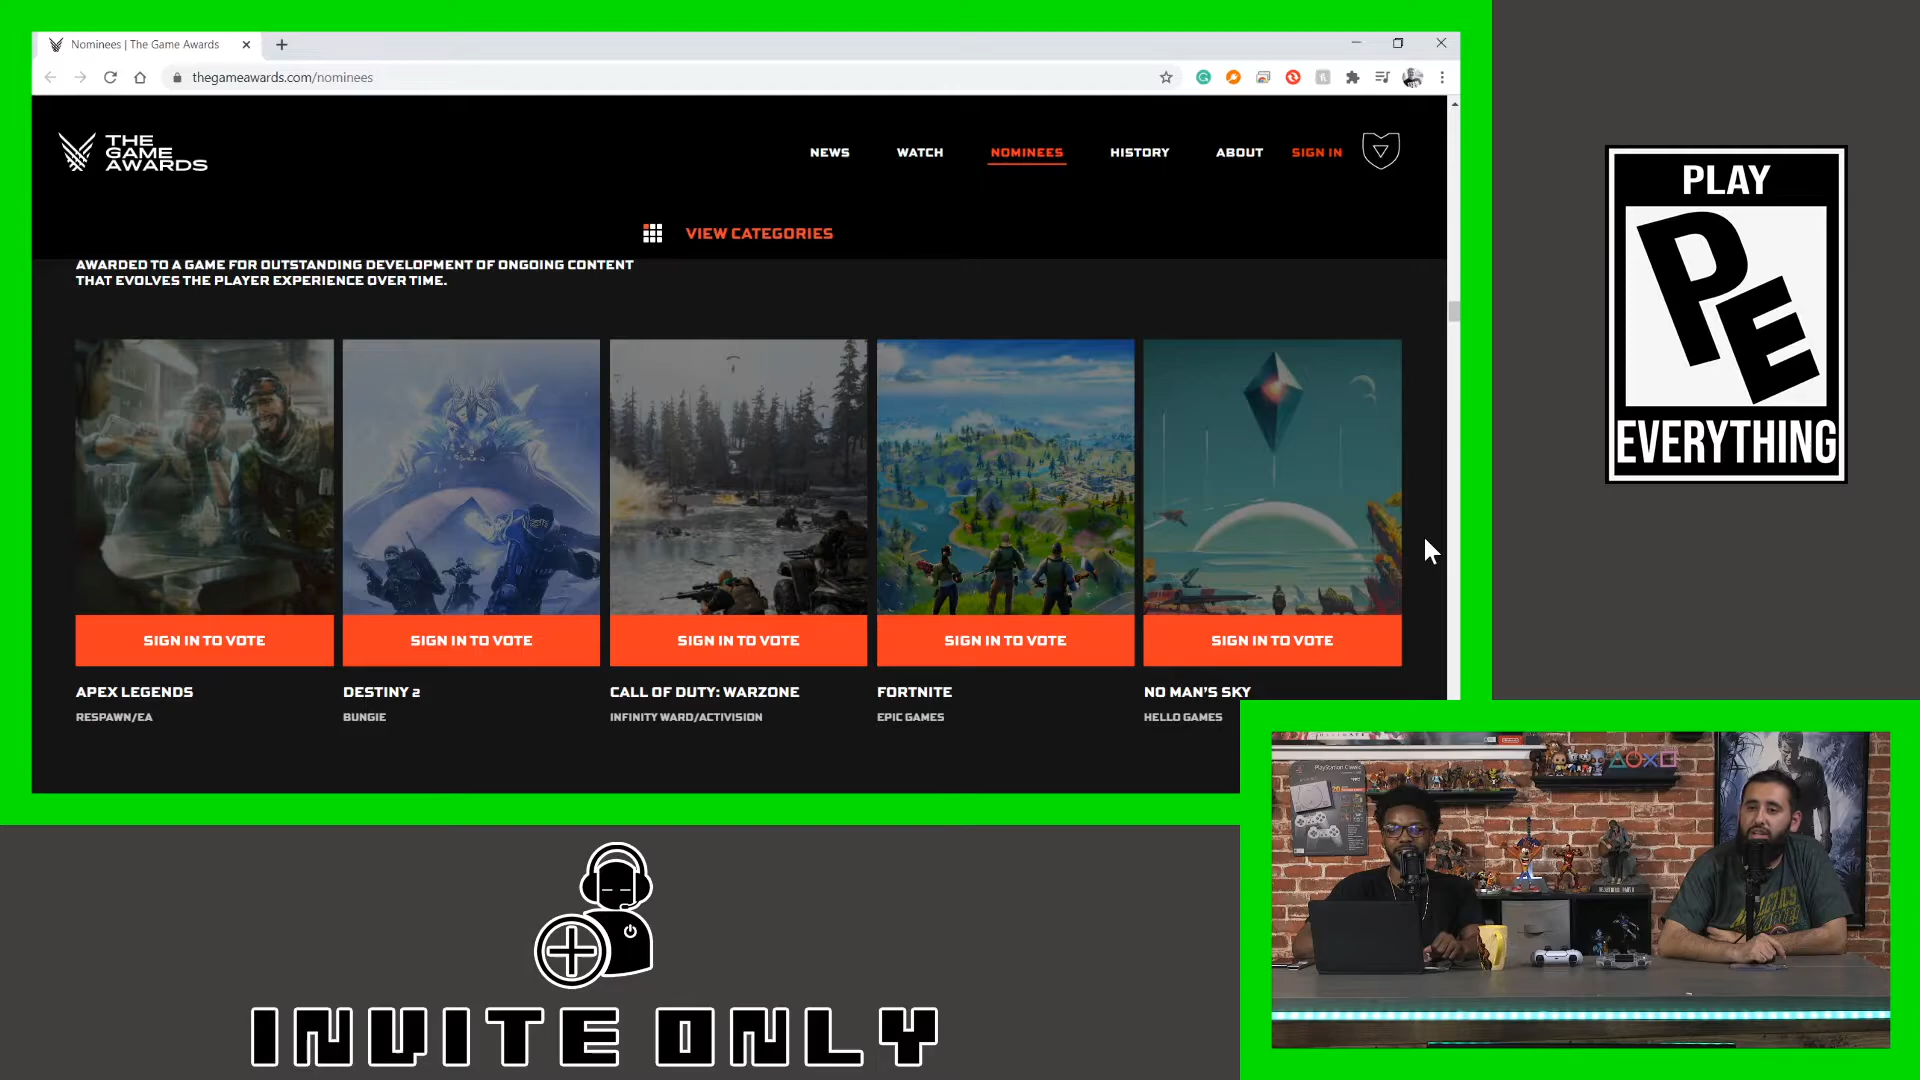 Nominees | The Game Awards
thegameawards.com/nominees
THE
GAME
AWARDS
NEWS
WATCH
NOMINEES
HISTORY
ABOUT
SIGN IN
VIEW CATEGORIES
AWARDED TO A GAME FOR OUTSTANDING DEVELOPMENT OF ONGOING CONTENT
THAT EVOLVES THE PLAYER EXPERIENCE OVER TIME.
SIGN IN TO VOTE
SIGN IN TO VOTE
SIGN IN TO VOTE
SIGN IN TO VOTE
SIGN IN TO VOTE
APEX LEGENDS
DESTINY 2
CALL OF DUTY: WARZONE
FORTNITE
NO MAN'S SKY
RESPAWN/EA
BUNGIE
INFINITY WARD/ACTIVISION
EPIC GAMES
HELLO GAMES
PLAY
PE
EVERYTHING
PlayStation Classic
INVITE ONLY